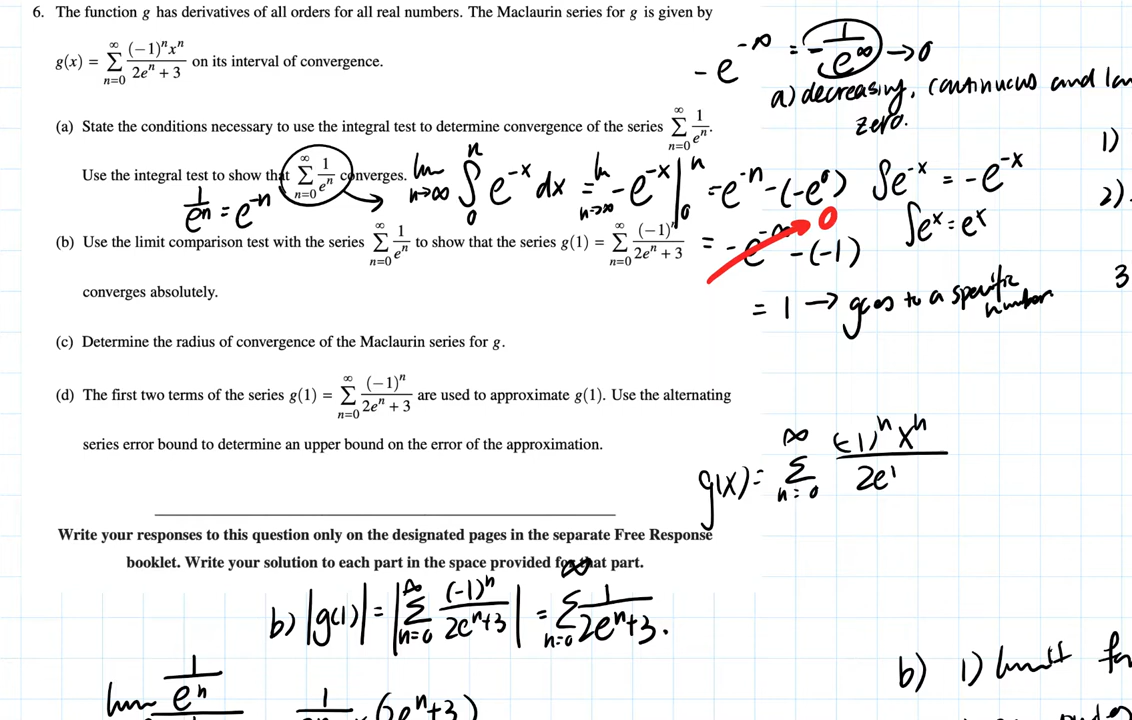 6. The function g has derivatives of all orders for all real numbers. The Maclaurin series for g is given by
g(x) = ∑_{n=0}^{∞} (-1)^n x^n / (2e^n + 3) on its interval of convergence.
-e^{-∞} = -1/e^∞ → 0
a) decreasing, continuous and
zero.
(a) State the conditions necessary to use the integral test to determine convergence of the series ∑_{n=0}^{∞} 1/e^n.
1)
Use the integral test to show that ∑_{n=0}^{∞} 1/e^n converges.
1/e^n = e^{-n}
lim_{n→∞} ∫_0^n e^{-x} dx = lim_{n→∞} -e^{-x} |_0^n = -e^{-n} - (-e^0)
∫e^{-x} = -e^{-x}
2)
∫e^x = e^x
(b) Use the limit comparison test with the series ∑_{n=0}^{∞} 1/e^n to show that the series g(1) = ∑_{n=0}^{∞} (-1)^n / (2e^n + 3)
= -e^{-∞} - (-1)
0
converges absolutely.
= 1 → goes to a specific number.
3
(c) Determine the radius of convergence of the Maclaurin series for g.
(d) The first two terms of the series g(1) = ∑_{n=0}^{∞} (-1)^n / (2e^n + 3) are used to approximate g(1). Use the alternating
series error bound to determine an upper bound on the error of the approximation.
g(x) = ∑_{n=0}^{∞} (-1)^n x^n / 2e^
Write your responses to this question only on the designated pages in the separate Free Response
booklet. Write your solution to each part in the space provided for that part.
b) |g(1)| = |∑_{n=0}^{∞} (-1)^n / (2e^n+3)| = ∑_{n=0}^{∞} 1 / (2e^n+3).
b) 1) limit
lim 1/e^n
1 (2e^n+3)